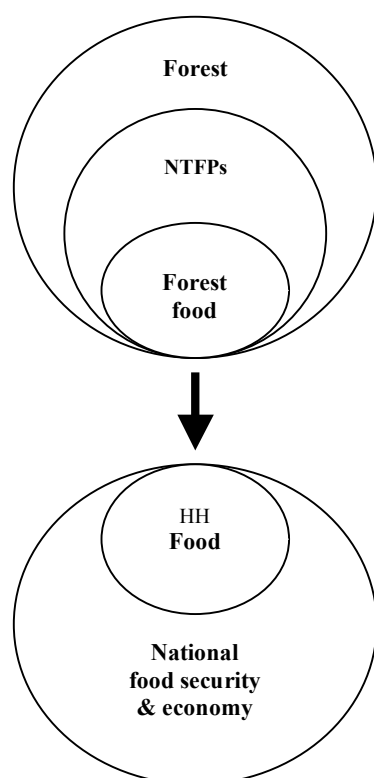 Forest
NTFPs
Forest
food
HH
Food
National
food security
& economy